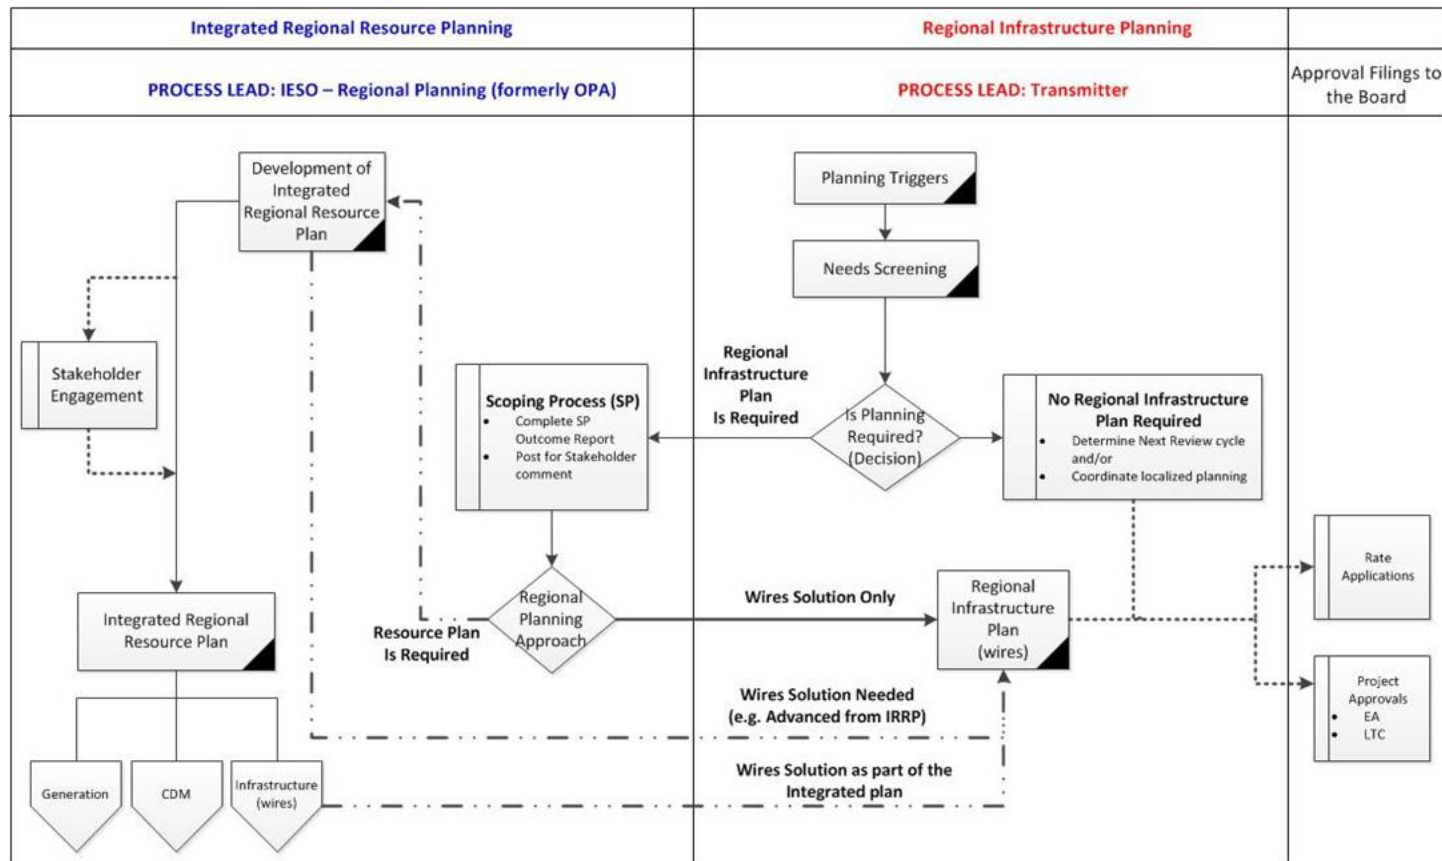 Integrated Regional Resource Planning
Regional Infrastructure Planning
PROCESS LEAD: IESO – Regional Planning (formerly OPA)
PROCESS LEAD: Transmitter
Approval Filings to
the Board
Development of
Integrated
Regional Resource
Plan
Planning Triggers
Needs Screening
Stakeholder
Engagement
Regional
Infrastructure
Plan
Is Required
Scoping Process (SP)
• Complete SP
Outcome Report
• Post for Stakeholder
comment
Is Planning
Required?
(Decision)
No Regional Infrastructure
Plan Required
• Determine Next Review cycle
and/or
• Coordinate localized planning
Rate
Applications
Integrated Regional
Resource Plan
Resource Plan
Is Required
Regional
Planning
Approach
Wires Solution Only
Regional
Infrastructure
Plan
(wires)
Project
Approvals
• EA
• LTC
Wires Solution Needed
(e.g. Advanced from IRRP)
Wires Solution as part of the
Integrated plan
Generation
CDM
Infrastructure
(wires)